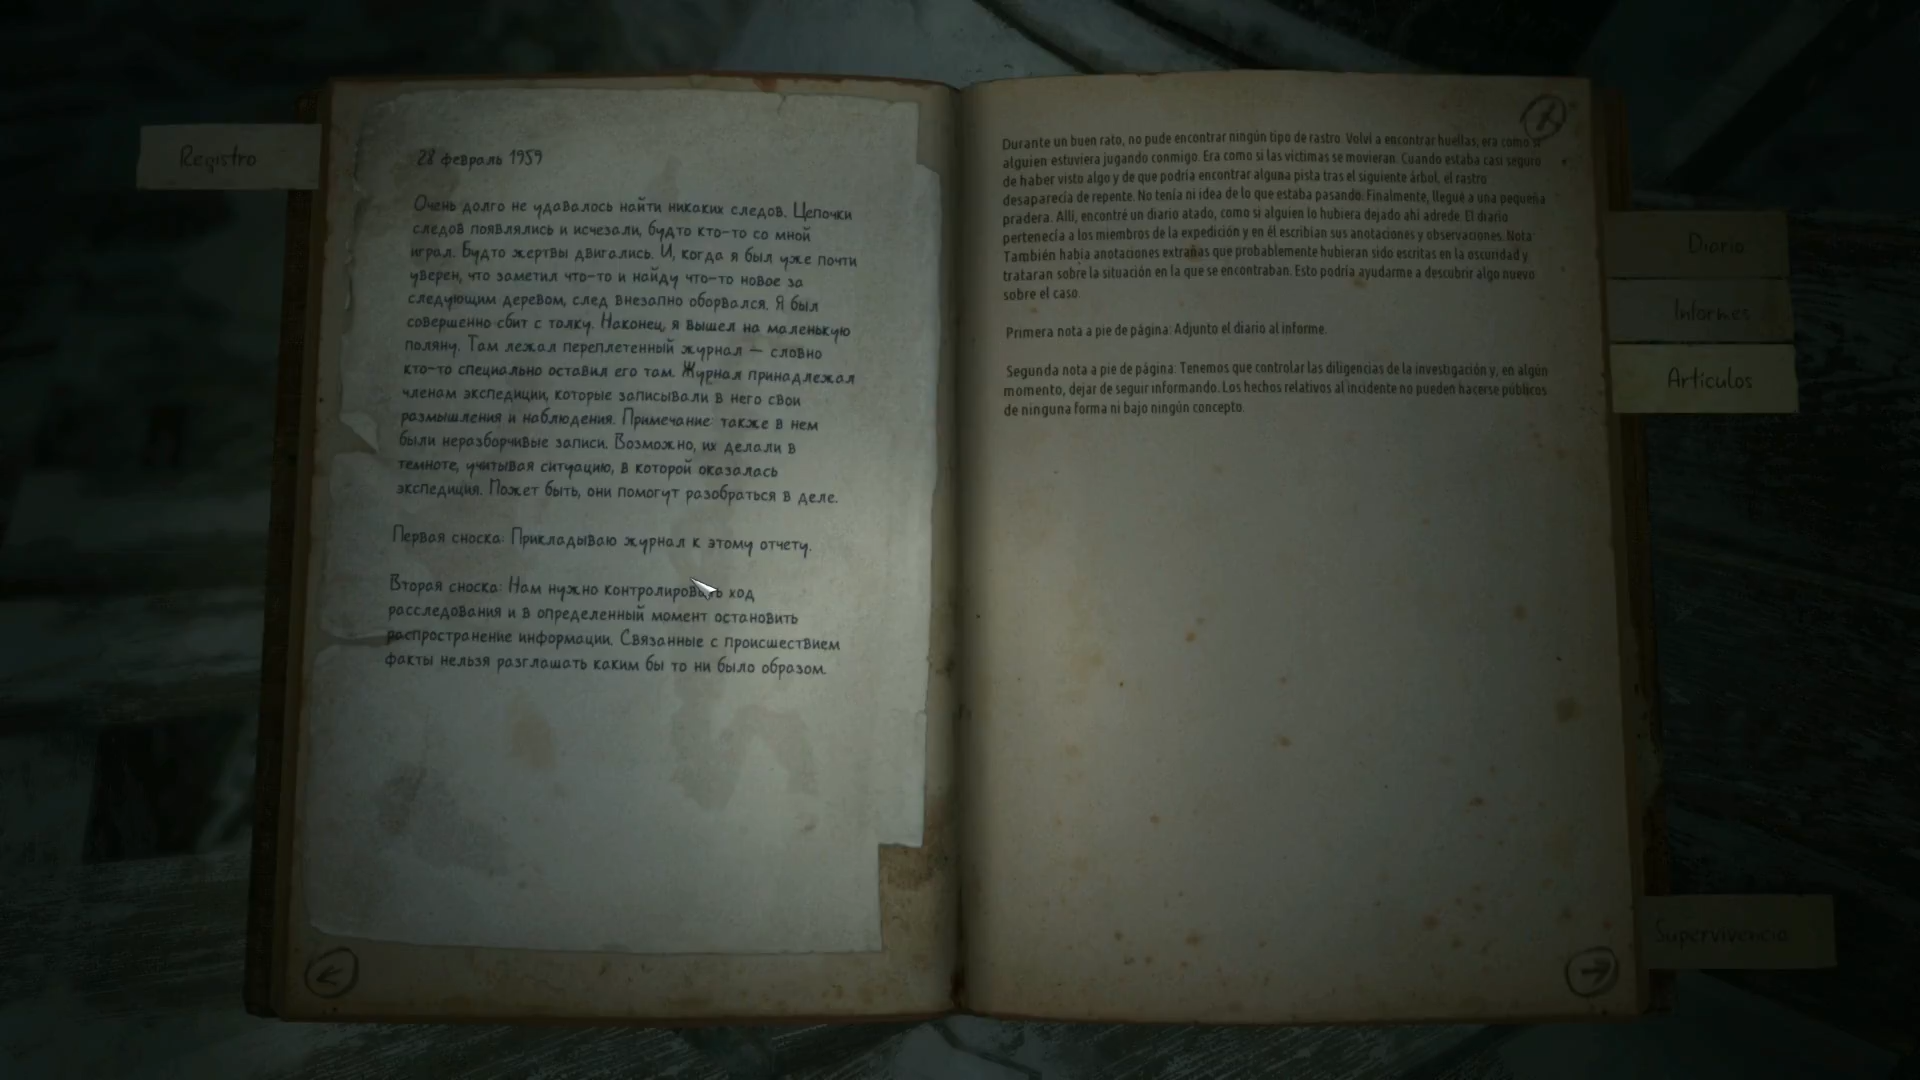 Registro
28 февраль 1959
Очень долго не удавалось найти никаких следов. Цепочки
следов появлялись и исчезали, будто кто-то со мной
играл. Будто жертвы двигались. И, когда я был уже почти
уверен, что заметил что-то и найду что-то новое за
следующим деревом, след внезапно оборвался. Я был
совершенно сбит с толку. Наконец, я вышел на маленькую
поляну. Там лежал переплетенный журнал — словно
кто-то специально оставил его там. Журнал принадлежал
членам экспедиции, которые записывали в него свои
размышления и наблюдения. Примечание: также в нем
были неразборчивые записи. Возможно, их делали в
темноте, учитывая ситуацию, в которой оказалась
экспедиция. Может быть, они помогут разобраться в деле.
Первая сноска: Прикладываю журнал к этому отчету.
Вторая сноска: Нам нужно контролировать ход
расследования и в определенный момент остановить
распространение информации. Связанные с происшествием
факты нельзя разглашать каким бы то ни было образом.
Durante un buen rato, no pude encontrar ningún tipo de rastro. Volví a encontrar huellas; era como si
alguien estuviera jugando conmigo. Era como si las víctimas se movieran. Cuando estaba casi seguro
de haber visto algo y de que podría encontrar alguna pista tras el siguiente árbol, el rastro
desaparecía de repente. No tenía ni idea de lo que estaba pasando. Finalmente, llegué a una pequeña
pradera. Allí, encontré un diario atado, como si alguien lo hubiera dejado ahí adrede. El diario
pertenecía a los miembros de la expedición y en él escribían sus anotaciones y observaciones. Nota:
También había anotaciones extrañas que probablemente hubieran sido escritas en la oscuridad y
trataran sobre la situación en la que se encontraban. Esto podría ayudarme a descubrir algo nuevo
sobre el caso.
Primera nota a pie de página: Adjunto el diario al informe.
Segunda nota a pie de página: Tenemos que controlar las diligencias de la investigación y, en algún
momento, dejar de seguir informando. Los hechos relativos al incidente no pueden hacerse públicos
de ninguna forma ni bajo ningún concepto.
Diario
Informes
Artículos
Supervivencia